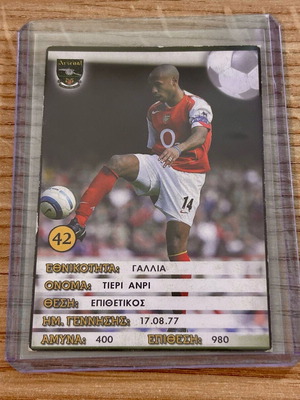 Arsenal
O2
14
42
ΕΘΝΙΚΟΤΗΤΑ: ΓΑΛΛΙΑ
ΟΝΟΜΑ: ΤΙΕΡΙ ΑΝΡΙ
ΘΕΣΗ: ΕΠΙΘΕΤΙΚΟΣ
ΗΜ. ΓΕΝΝΗΣΗΣ: 17.08.77
ΑΜΥΝΑ: 400 ΕΠΙΘΕΣΗ: 980